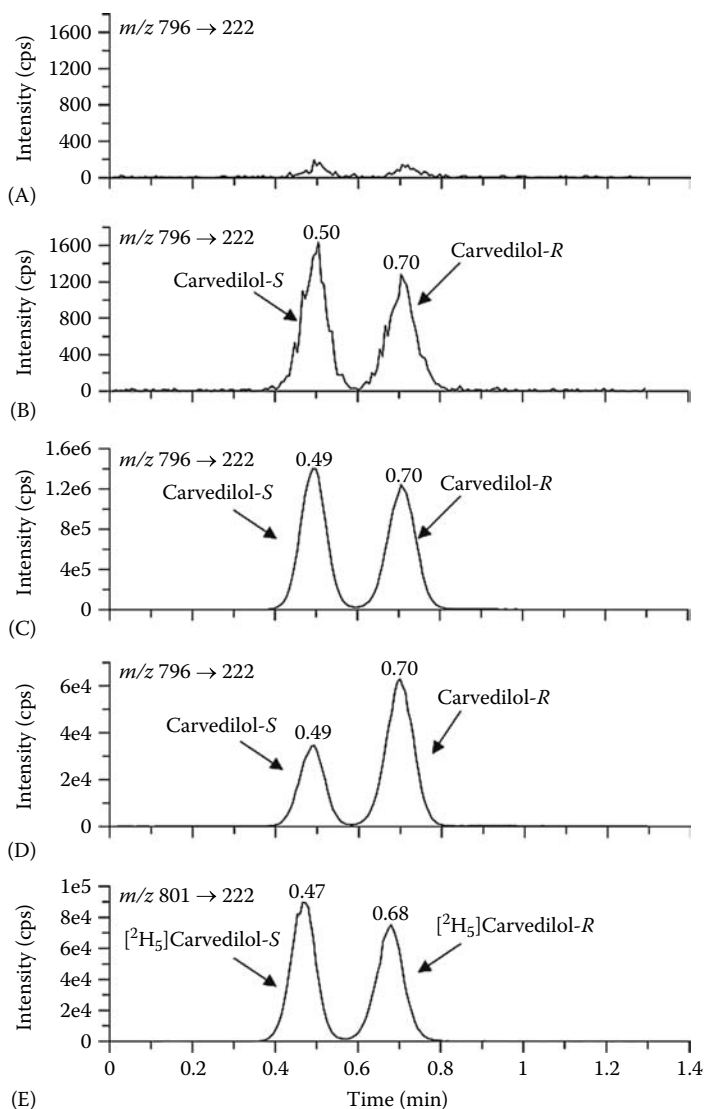 m/z 796 → 222
Intensity (cps)
1600
1200
800
400
0
(A)
m/z 796 → 222
Intensity (cps)
1600
1200
800
400
0
0.50
0.70
Carvedilol-S
Carvedilol-R
(B)
m/z 796 → 222
Intensity (cps)
1.6e6
1.2e6
8e5
4e5
0
0.49
0.70
Carvedilol-S
Carvedilol-R
(C)
m/z 796 → 222
Intensity (cps)
6e4
4e4
2e4
0
0.49
0.70
Carvedilol-S
Carvedilol-R
(D)
m/z 801 → 222
Intensity (cps)
1e5
8e4
6e4
4e4
2e4
0
0.47
0.68
[²H₅]Carvedilol-S
[²H₅]Carvedilol-R
0 0.2 0.4 0.6 0.8 1 1.2 1.4
(E)
Time (min)